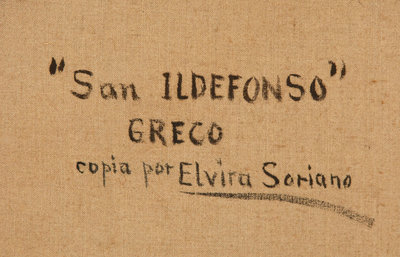 "San ILDEFONSO"
GRECO
copia por Elvira Soriano